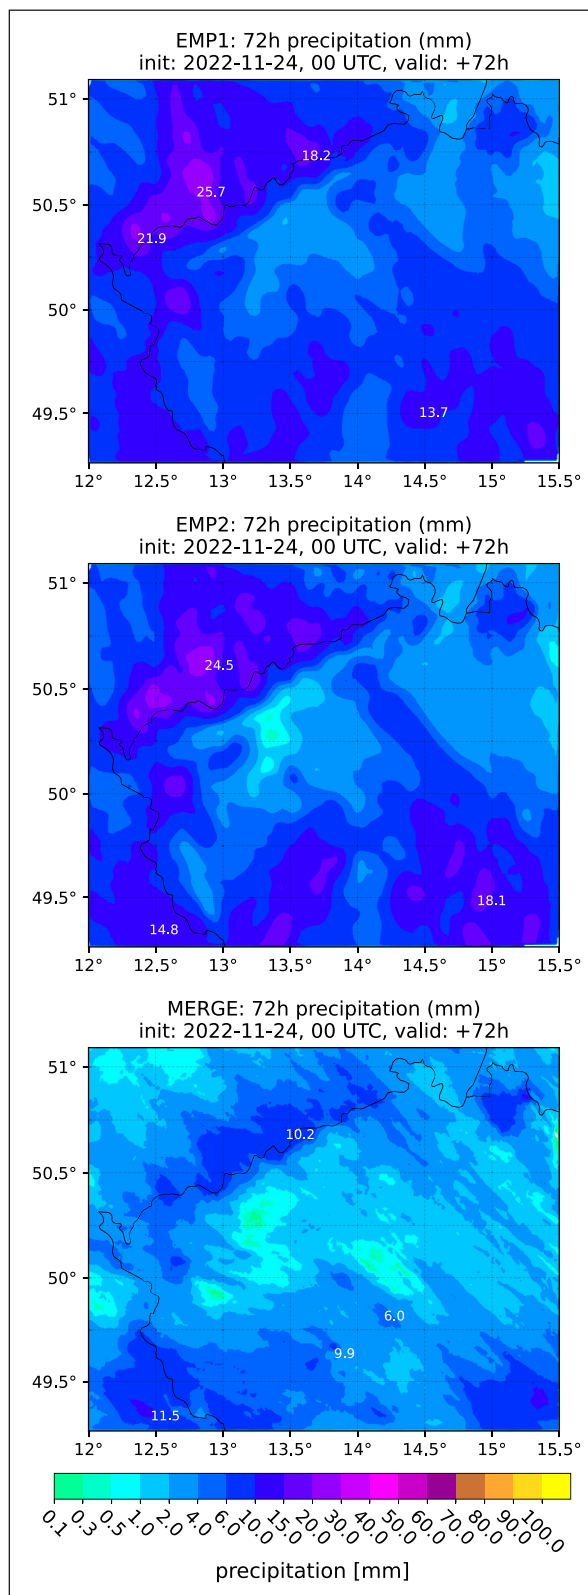 EMP1: 72h precipitation (mm)
init: 2022-11-24, 00 UTC, valid: +72h
51°
50.5°
50°
49.5°
18.2
25.7
21.9
13.7
12° 12.5° 13° 13.5° 14° 14.5° 15° 15.5°
EMP2: 72h precipitation (mm)
init: 2022-11-24, 00 UTC, valid: +72h
51°
50.5°
50°
49.5°
24.5
18.1
14.8
12° 12.5° 13° 13.5° 14° 14.5° 15° 15.5°
MERGE: 72h precipitation (mm)
init: 2022-11-24, 00 UTC, valid: +72h
51°
50.5°
50°
49.5°
10.2
6.0
9.9
11.5
12° 12.5° 13° 13.5° 14° 14.5° 15° 15.5°
0.1 0.3 0.5 1.0 2.0 4.0 6.0 10.0 15.0 20.0 30.0 40.0 50.0 60.0 70.0 80.0 90.0 100.0
precipitation [mm]